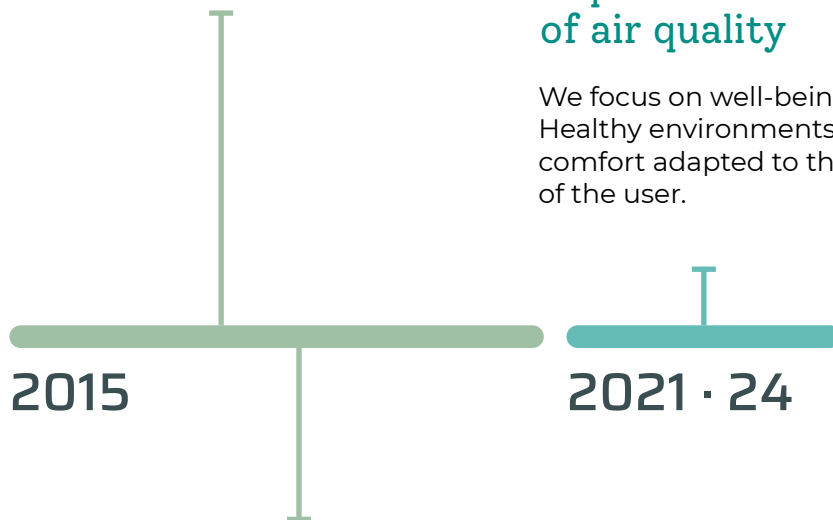 of air quality
We focus on well-bein
Healthy environments
comfort adapted to th
of the user.
2015
2021 · 24